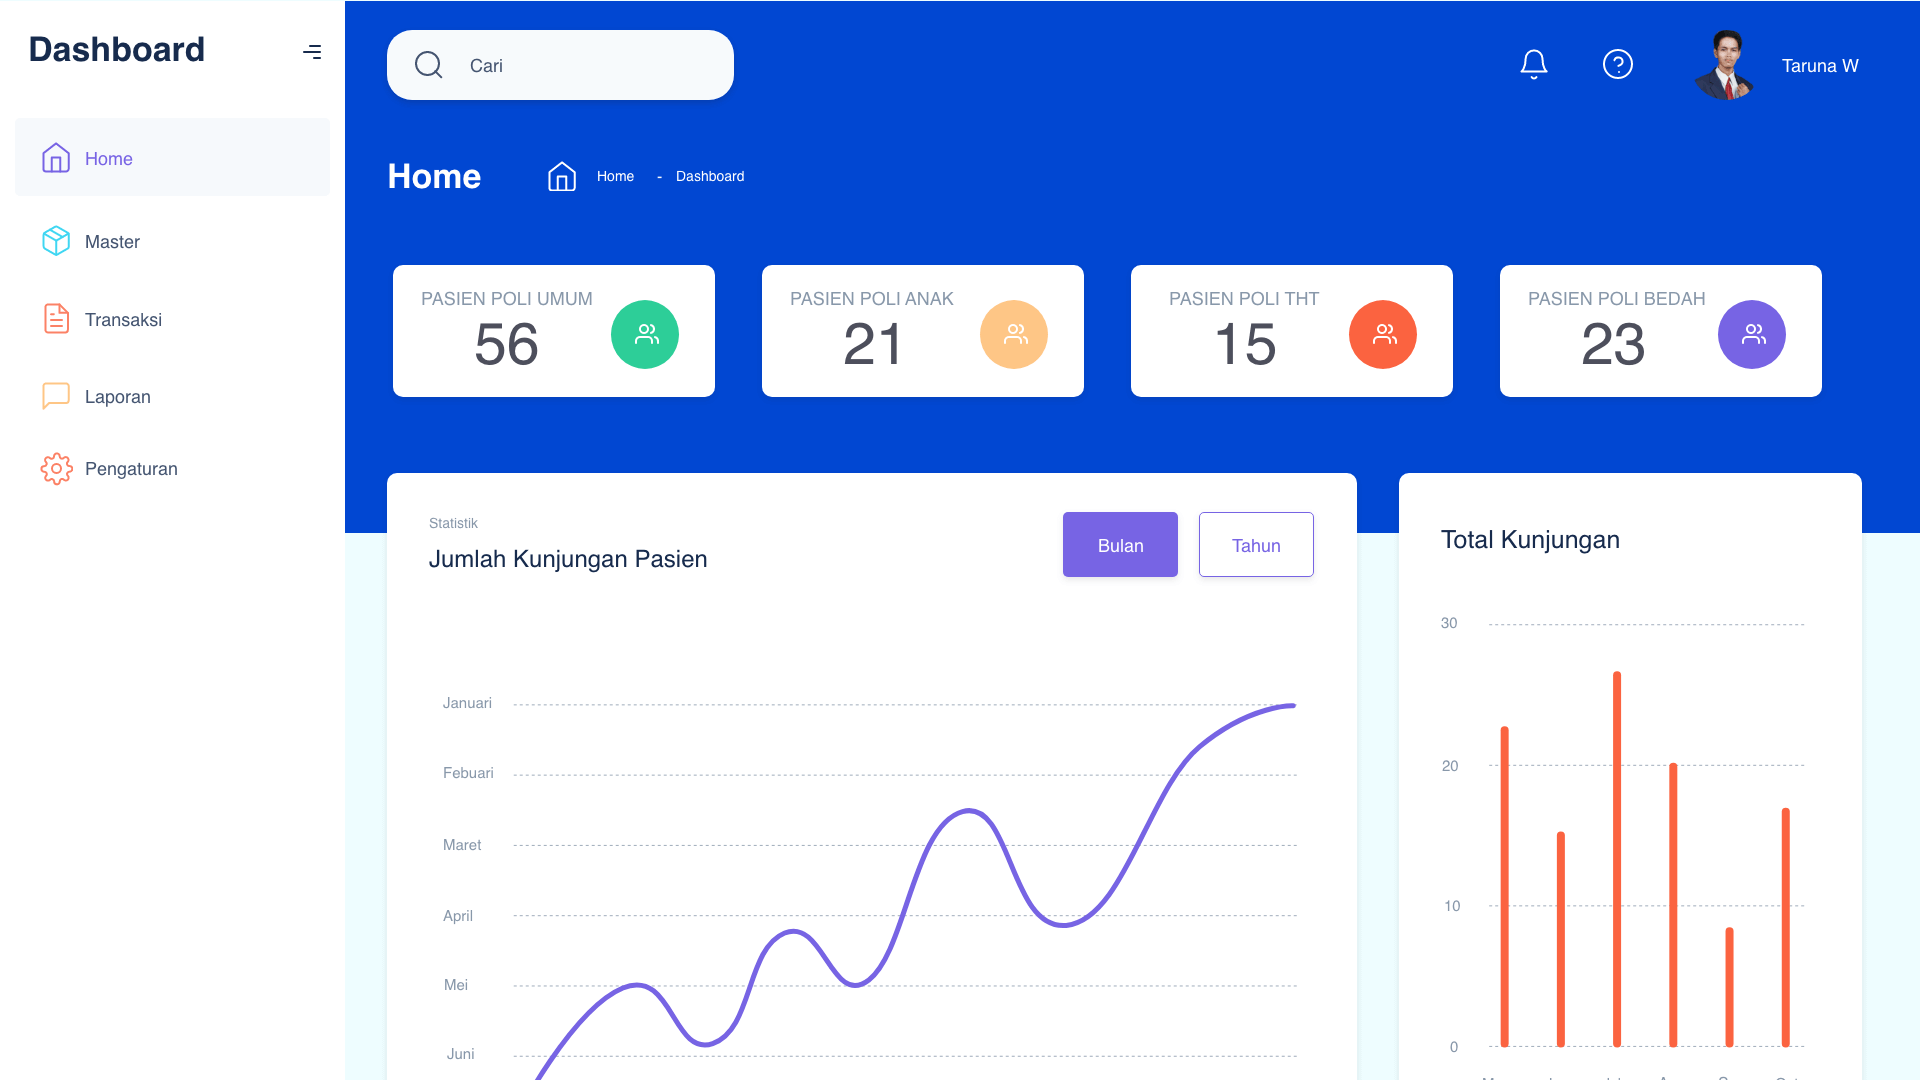 Dashboard
Home
Master
Transaksi
Laporan
Pengaturan
Cari
Taruna W
Home
Home - Dashboard
PASIEN POLI UMUM
56
PASIEN POLI ANAK
21
PASIEN POLI THT
15
PASIEN POLI BEDAH
23
Statistik
Jumlah Kunjungan Pasien
Bulan
Tahun
Januari
Febuari
Maret
April
Mei
Juni
Total Kunjungan
30
20
10
0